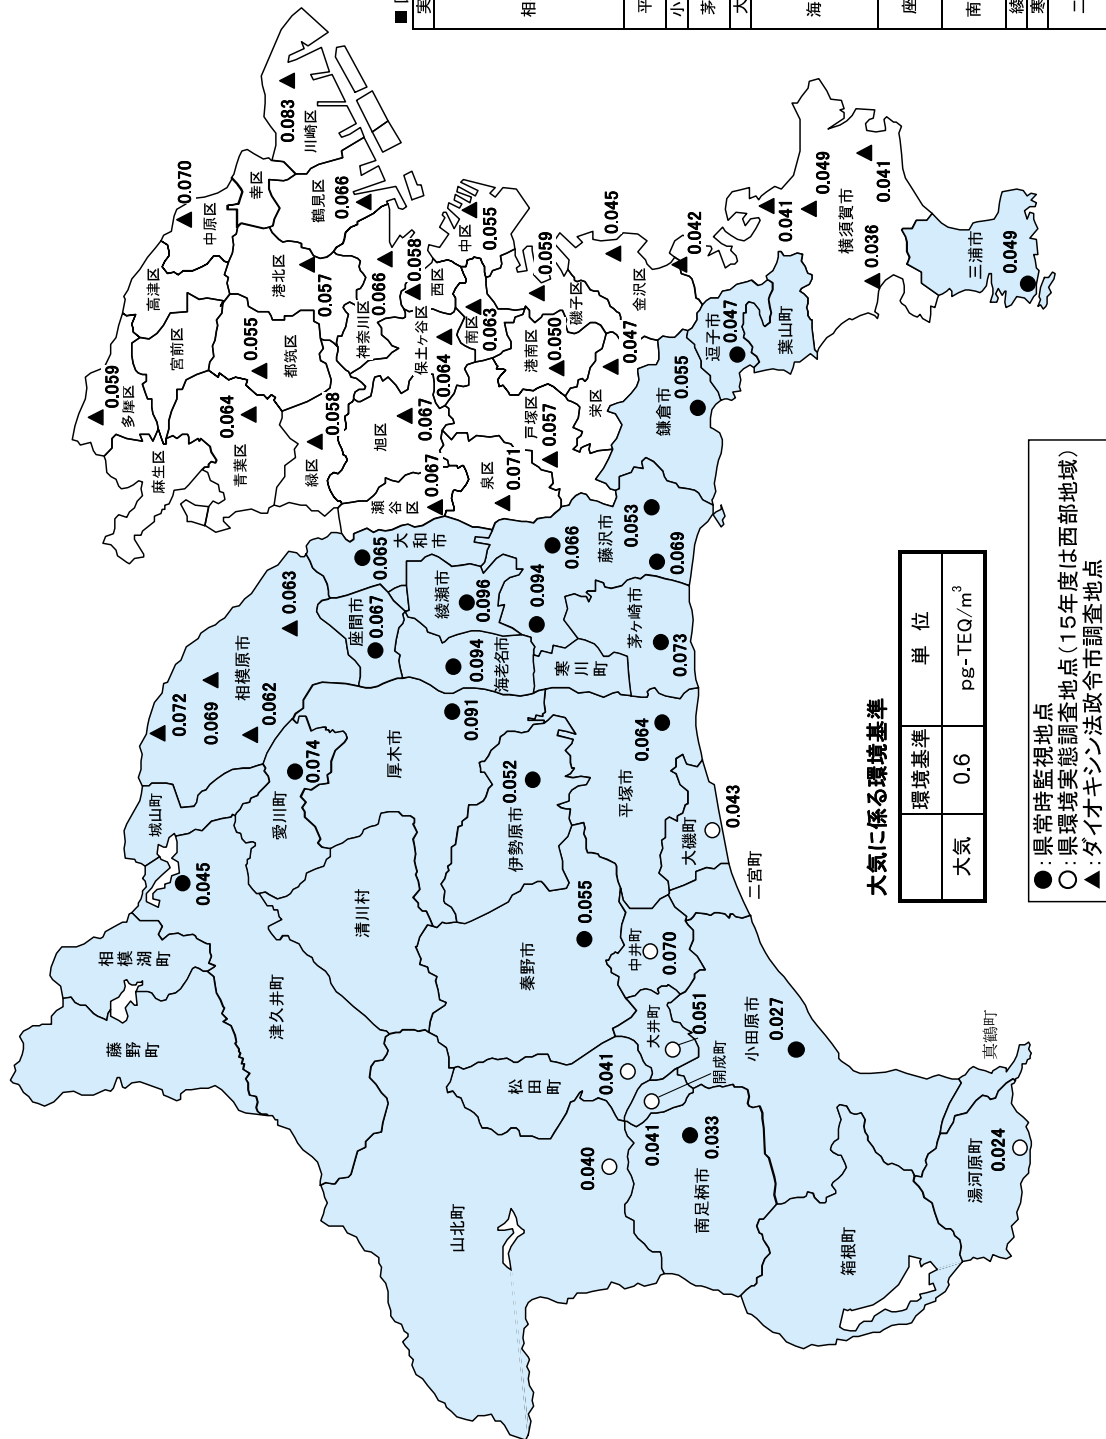 藤野町
相模湖町
0.045
城山町
津久井町
0.072
0.069
0.062
0.063
相模原市
愛川町
0.074
清川村
厚木市
0.091
座間市
0.067
大和市
0.065
綾瀬市
0.096
海老名市
0.094
山北町
0.040
松田町
0.041
秦野市
0.055
伊勢原市
0.052
平塚市
0.064
寒川町
0.094
茅ヶ崎市
0.073
藤沢市
0.066
0.053
0.069
大磯町
0.043
二宮町
中井町
0.070
大井町
0.051
開成町
0.041
南足柄市
0.033
小田原市
0.027
箱根町
湯河原町
0.024
真鶴町
麻生区
多摩区
0.059
高津区
宮前区
中原区
0.070
幸区
川崎区
0.083
青葉区
0.064
都筑区
0.055
港北区
0.057
鶴見区
0.066
緑区
0.058
神奈川区
0.066
旭区
0.067
保土ヶ谷区
0.064
西区
0.058
中区
0.055
南区
0.063
瀬谷区
0.067
泉区
0.071
戸塚区
0.057
港南区
0.050
磯子区
0.059
金沢区
0.045
栄区
0.047
鎌倉市
0.055
逗子市
0.047
葉山町
0.042
0.041
0.049
横須賀市
0.041
0.036
三浦市
0.049
大気に係る環境基準
環境基準 単 位
大気 0.6 pg-TEQ/m³
●:県常時監視地点
○:県環境実態調査地点(15年度は西部地域)
▲:ダイオキシン法政令市調査地点
■
実
相
平
小
茅
大
海
座
南
綾
寒
二